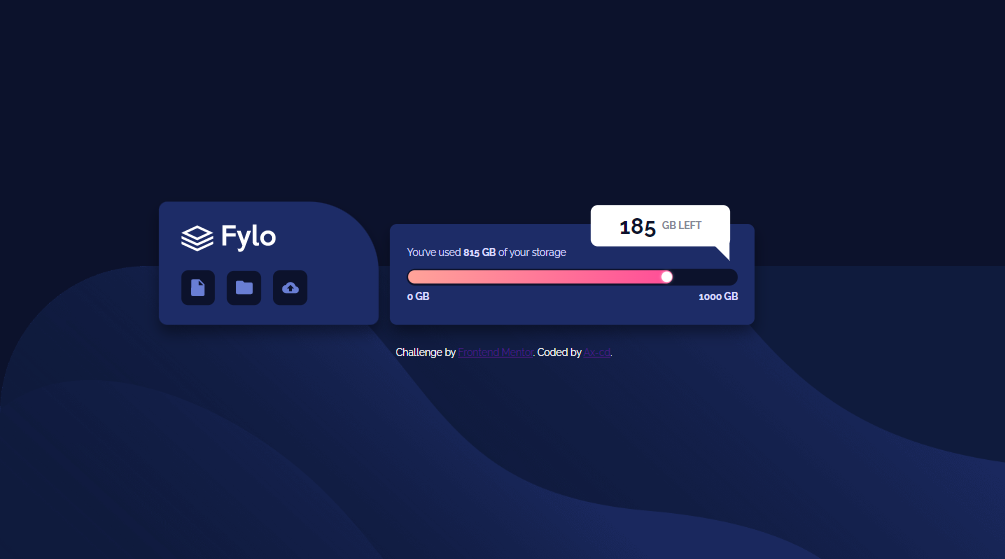 Fylo
185 GB LEFT
You've used 815 GB of your storage
0 GB 1000 GB
Challenge by Frontend Mentor. Coded by